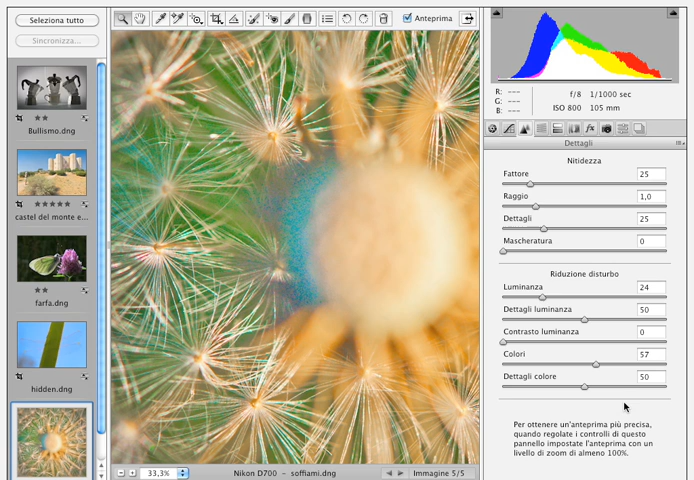 Seleziona tutto
Sincronizza...
Bullismo.dng
castel del monte e...
farfa.dng
hidden.dng
Anteprima
33,3%
Nikon D700 - soffiami.dng
Immagine 5/5
R: ---
G: ---
B: ---
f/8 1/1000 sec
ISO 800 105 mm
fx
Dettagli
Nitidezza
Fattore 25
Raggio 1,0
Dettagli 25
Mascheratura 0
Riduzione disturbo
Luminanza 24
Dettagli luminanza 50
Contrasto luminanza 0
Colori 57
Dettagli colore 50
Per ottenere un'anteprima più precisa,
quando regolate i controlli di questo
pannello impostate l'anteprima con un
livello di zoom di almeno 100%.